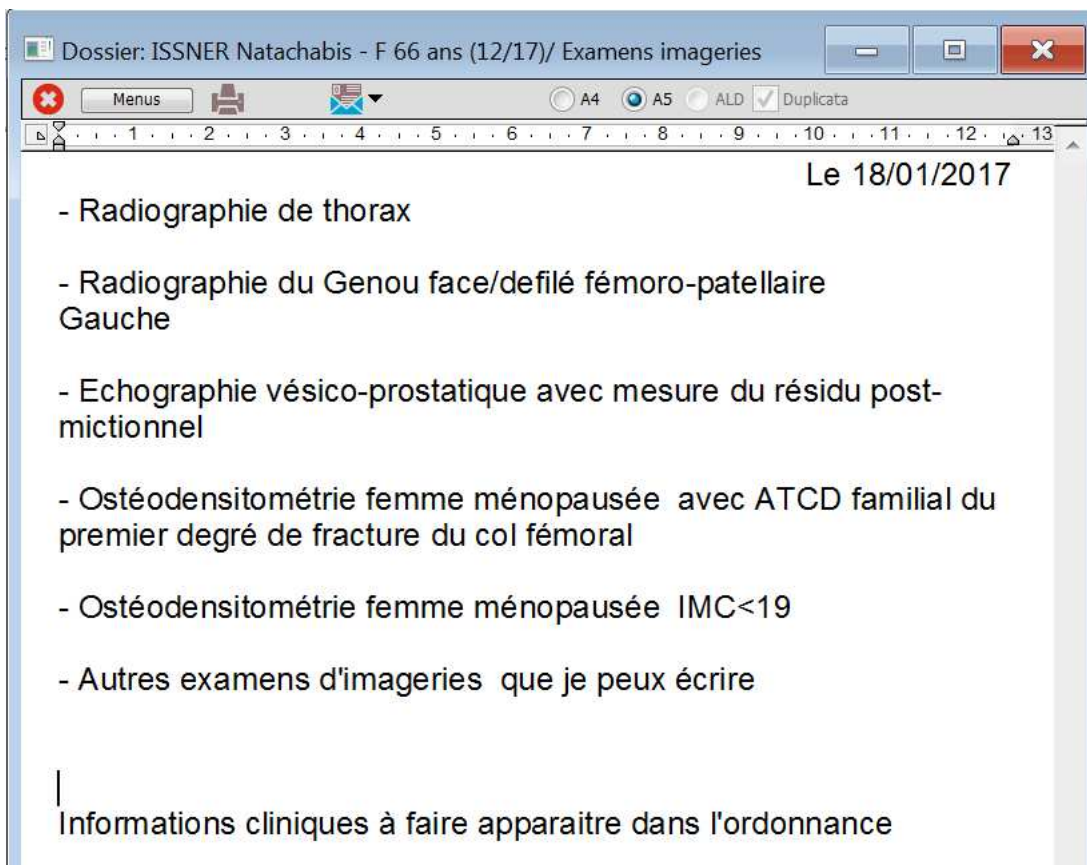 Dossier: ISSNER Natachabis - F 66 ans (12/17)/ Examens imageries
Menus A4 A5 ALD Duplicata
1 2 3 4 5 6 7 8 9 10 11 12 13
Le 18/01/2017
- Radiographie de thorax
- Radiographie du Genou face/defilé fémoro-patellaire
Gauche
- Echographie vésico-prostatique avec mesure du résidu post-
mictionnel
- Ostéodensitométrie femme ménopausée  avec ATCD familial du
premier degré de fracture du col fémoral
- Ostéodensitométrie femme ménopausée  IMC<19
- Autres examens d'imageries  que je peux écrire
Informations cliniques à faire apparaitre dans l'ordonnance